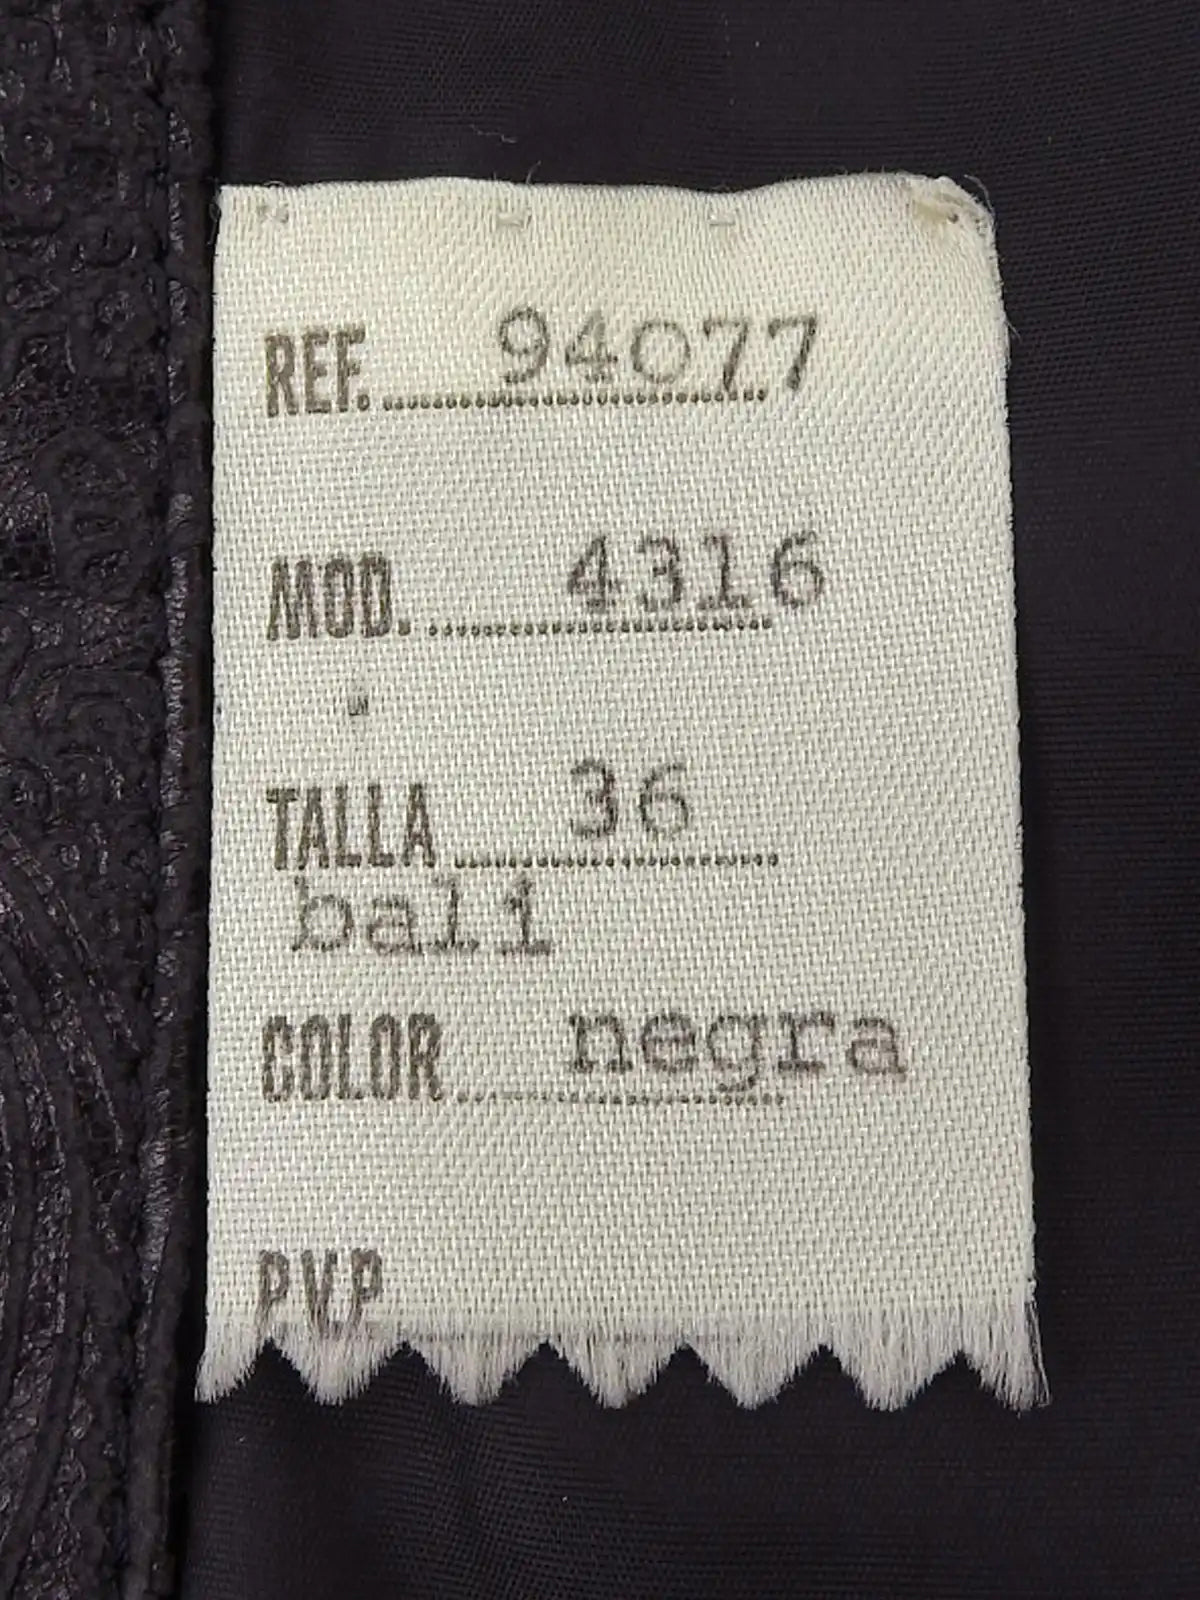 REF. 94077
MOD. 4316
TALLA 36
bali
COLOR negra
P.V.P.